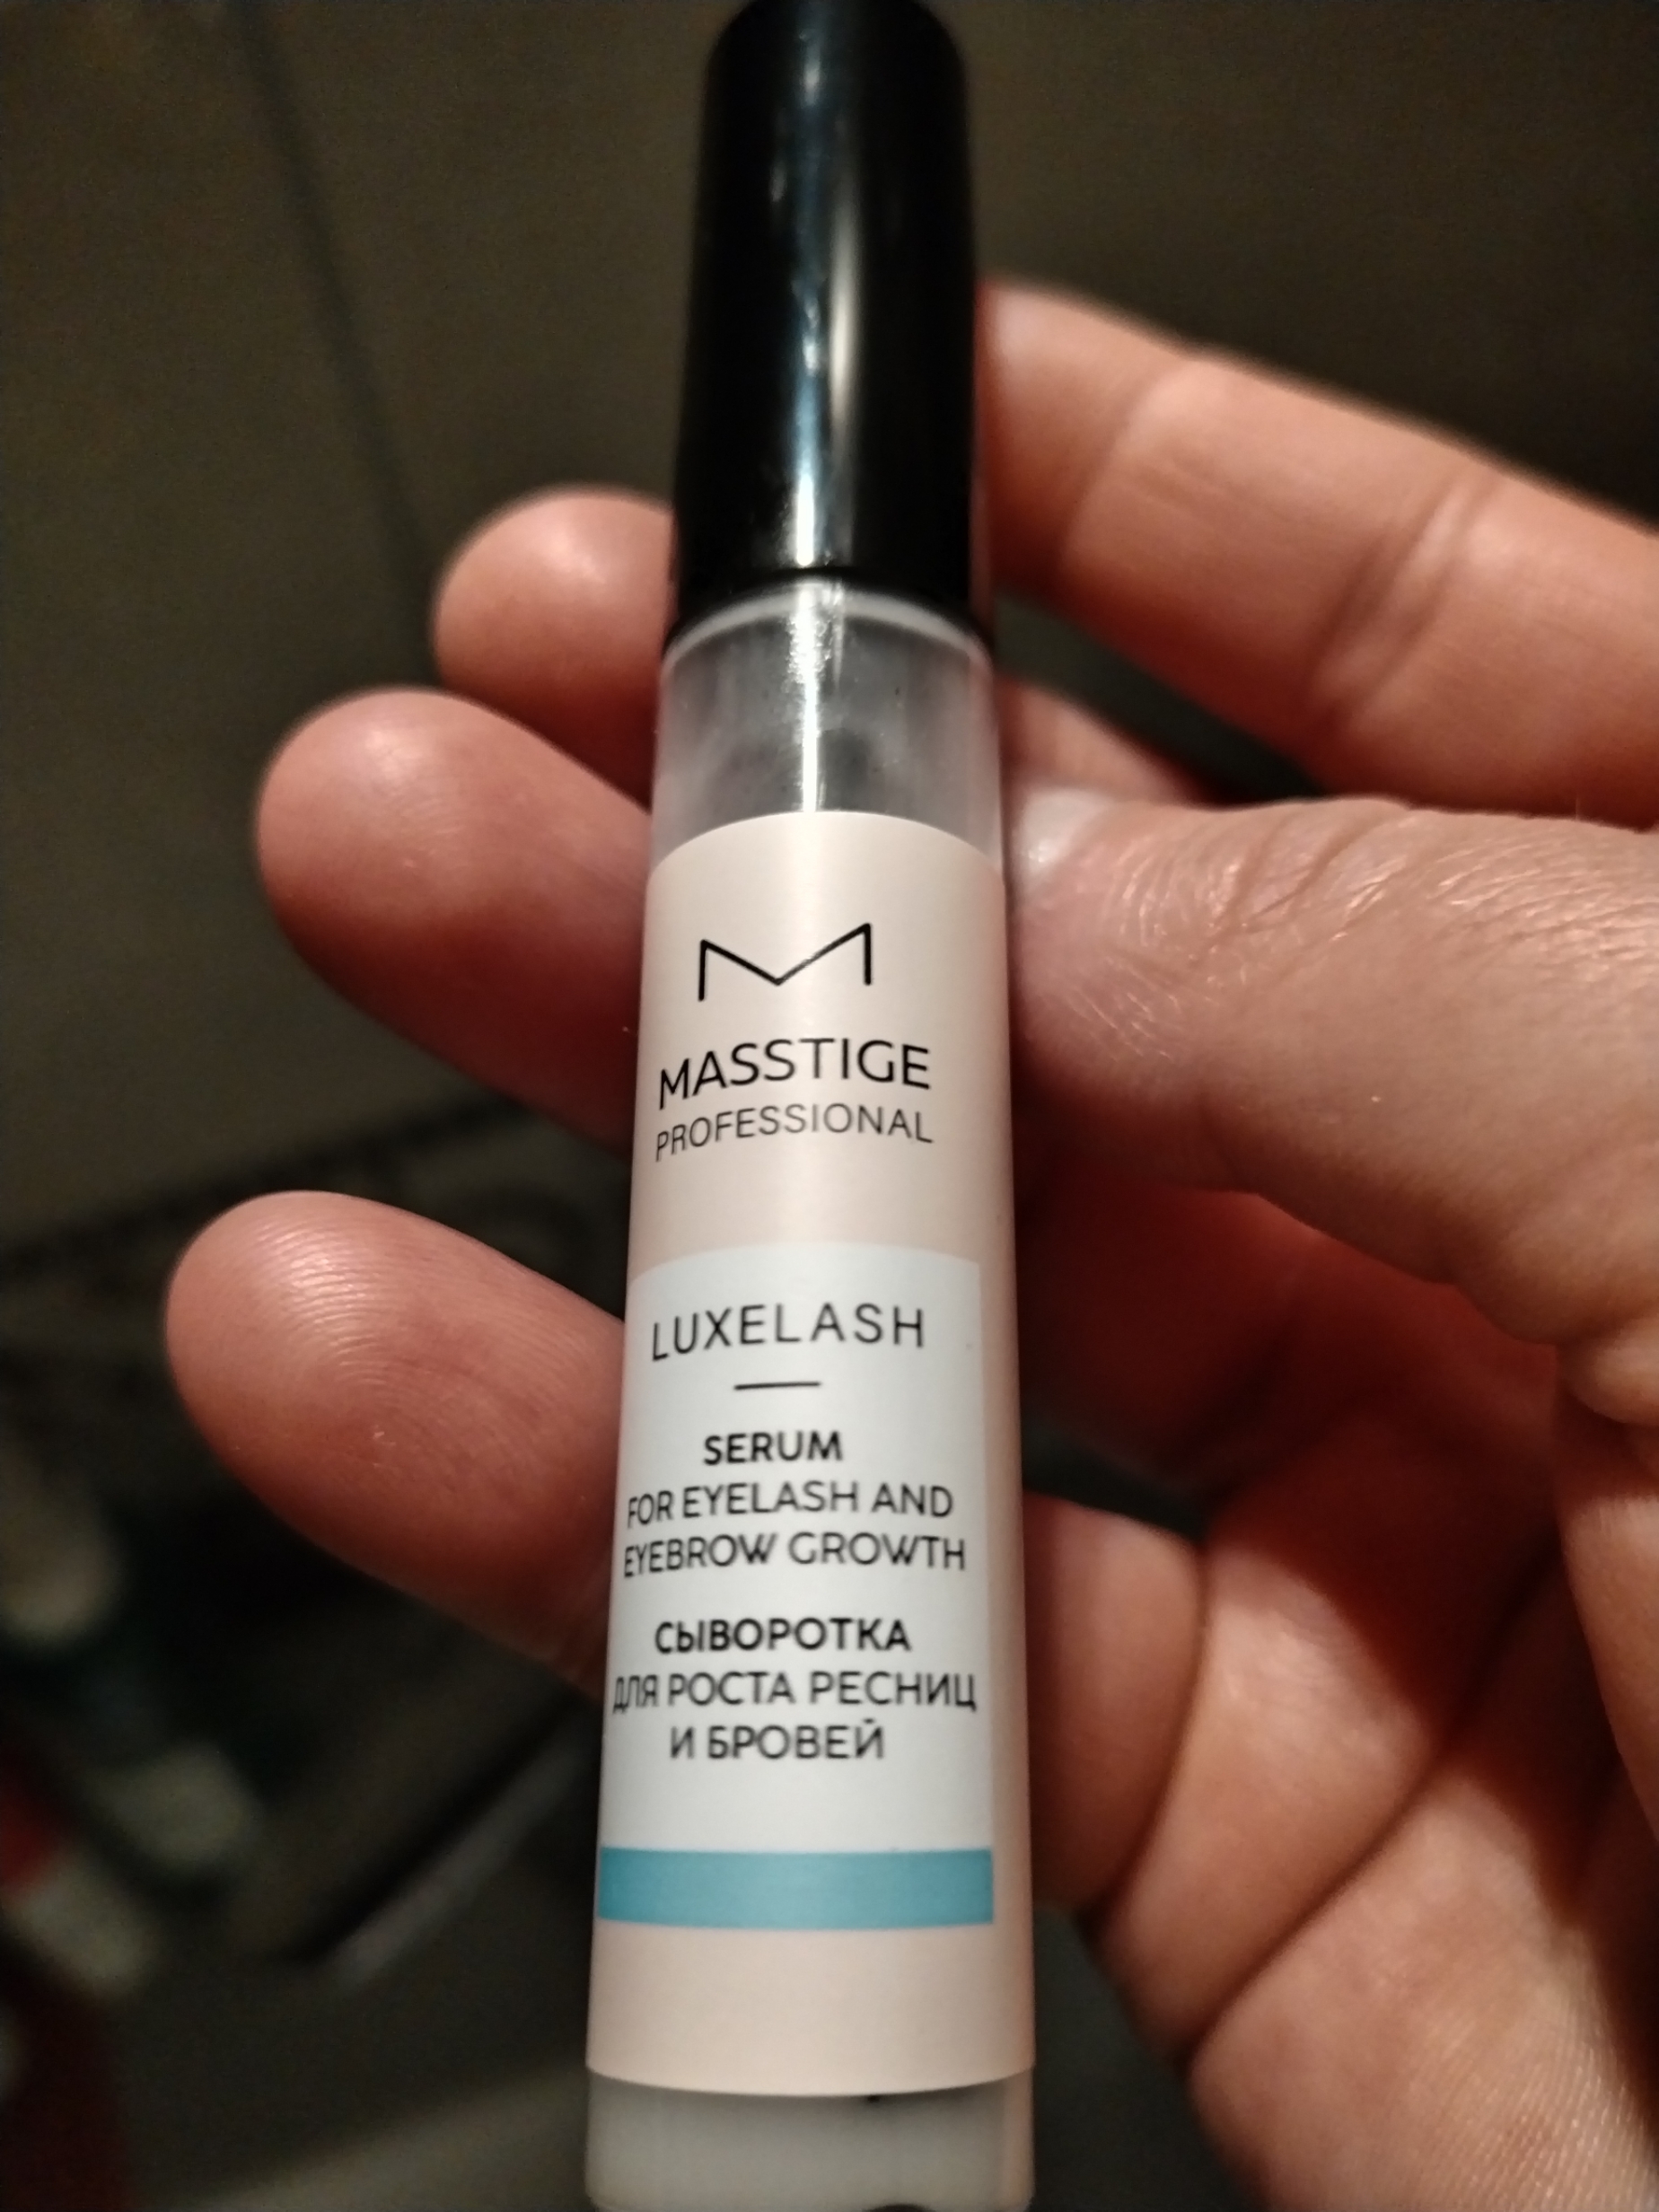 MASSTIGE
PROFESSIONAL
LUXELASH
SERUM
FOR EYELASH AND
EYEBROW GROWTH
СЫВОРОТКА
ДЛЯ РОСТА РЕСНИЦ
И БРОВЕЙ